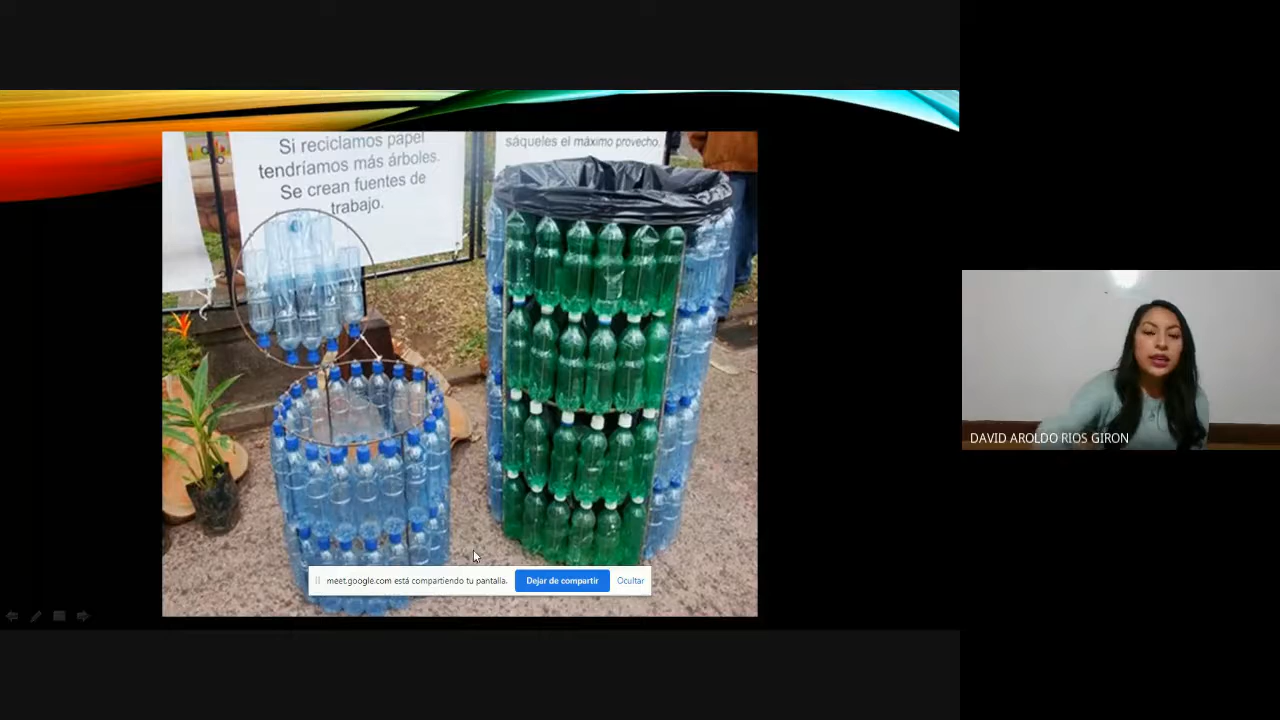 Si reciclamos papel
tendríamos más árboles.
Se crean fuentes de
trabajo.
sáqueles el máximo provecho.
meet.google.com está compartiendo tu pantalla.
Dejar de compartir
Ocultar
DAVID AROLDO RIOS GIRON